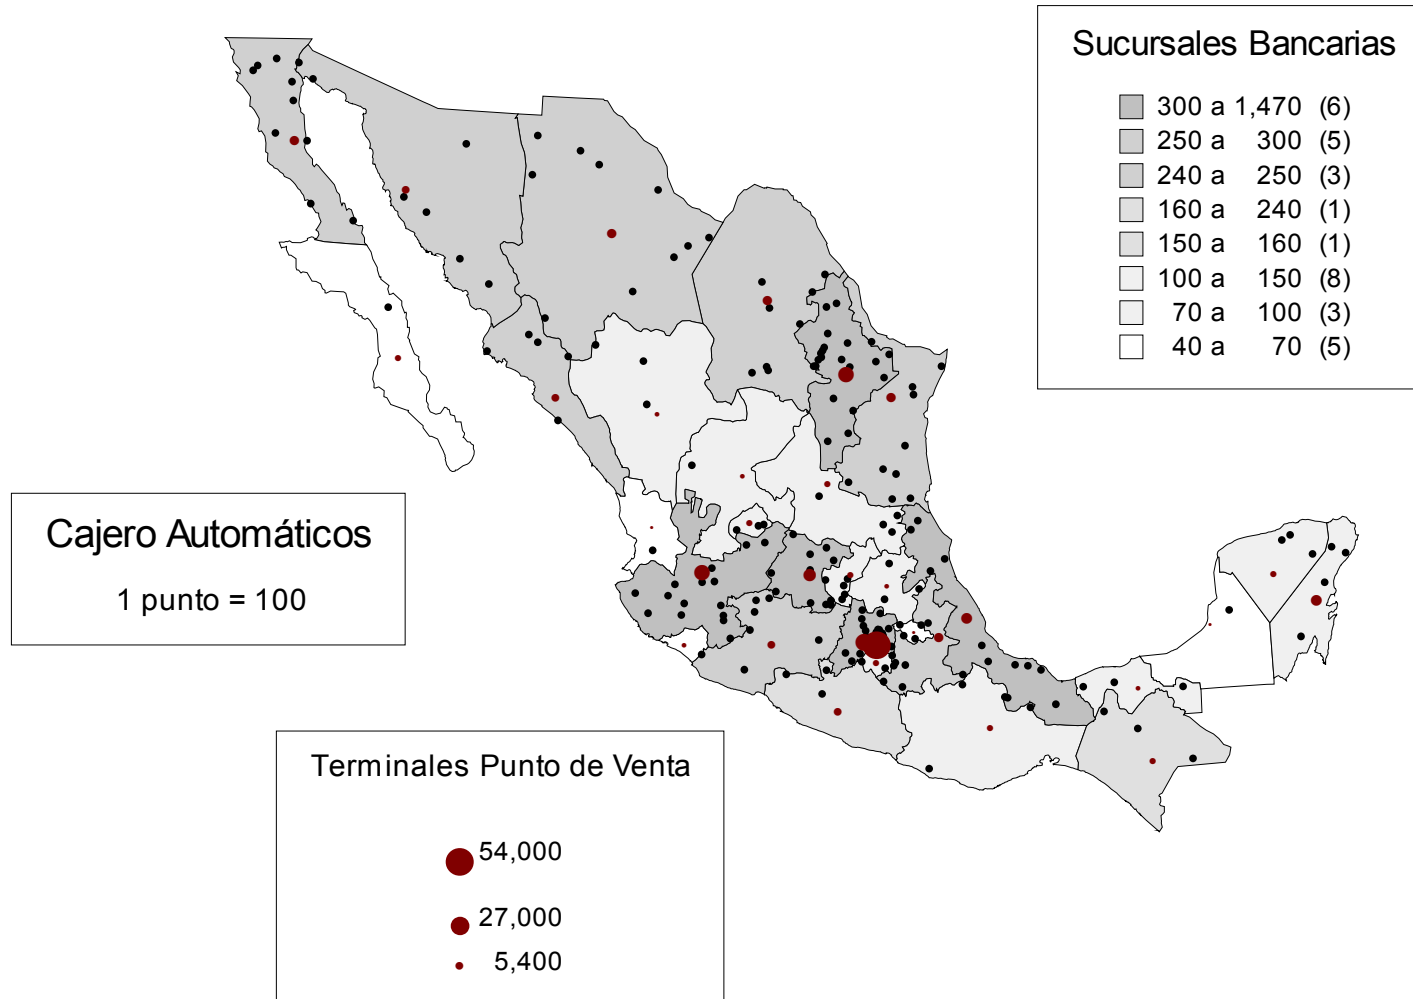 Sucursales Bancarias
300 a 1,470 (6)
250 a 300 (5)
240 a 250 (3)
160 a 240 (1)
150 a 160 (1)
100 a 150 (8)
70 a 100 (3)
40 a 70 (5)
Cajero Automáticos
1 punto = 100
Terminales Punto de Venta
54,000
27,000
5,400